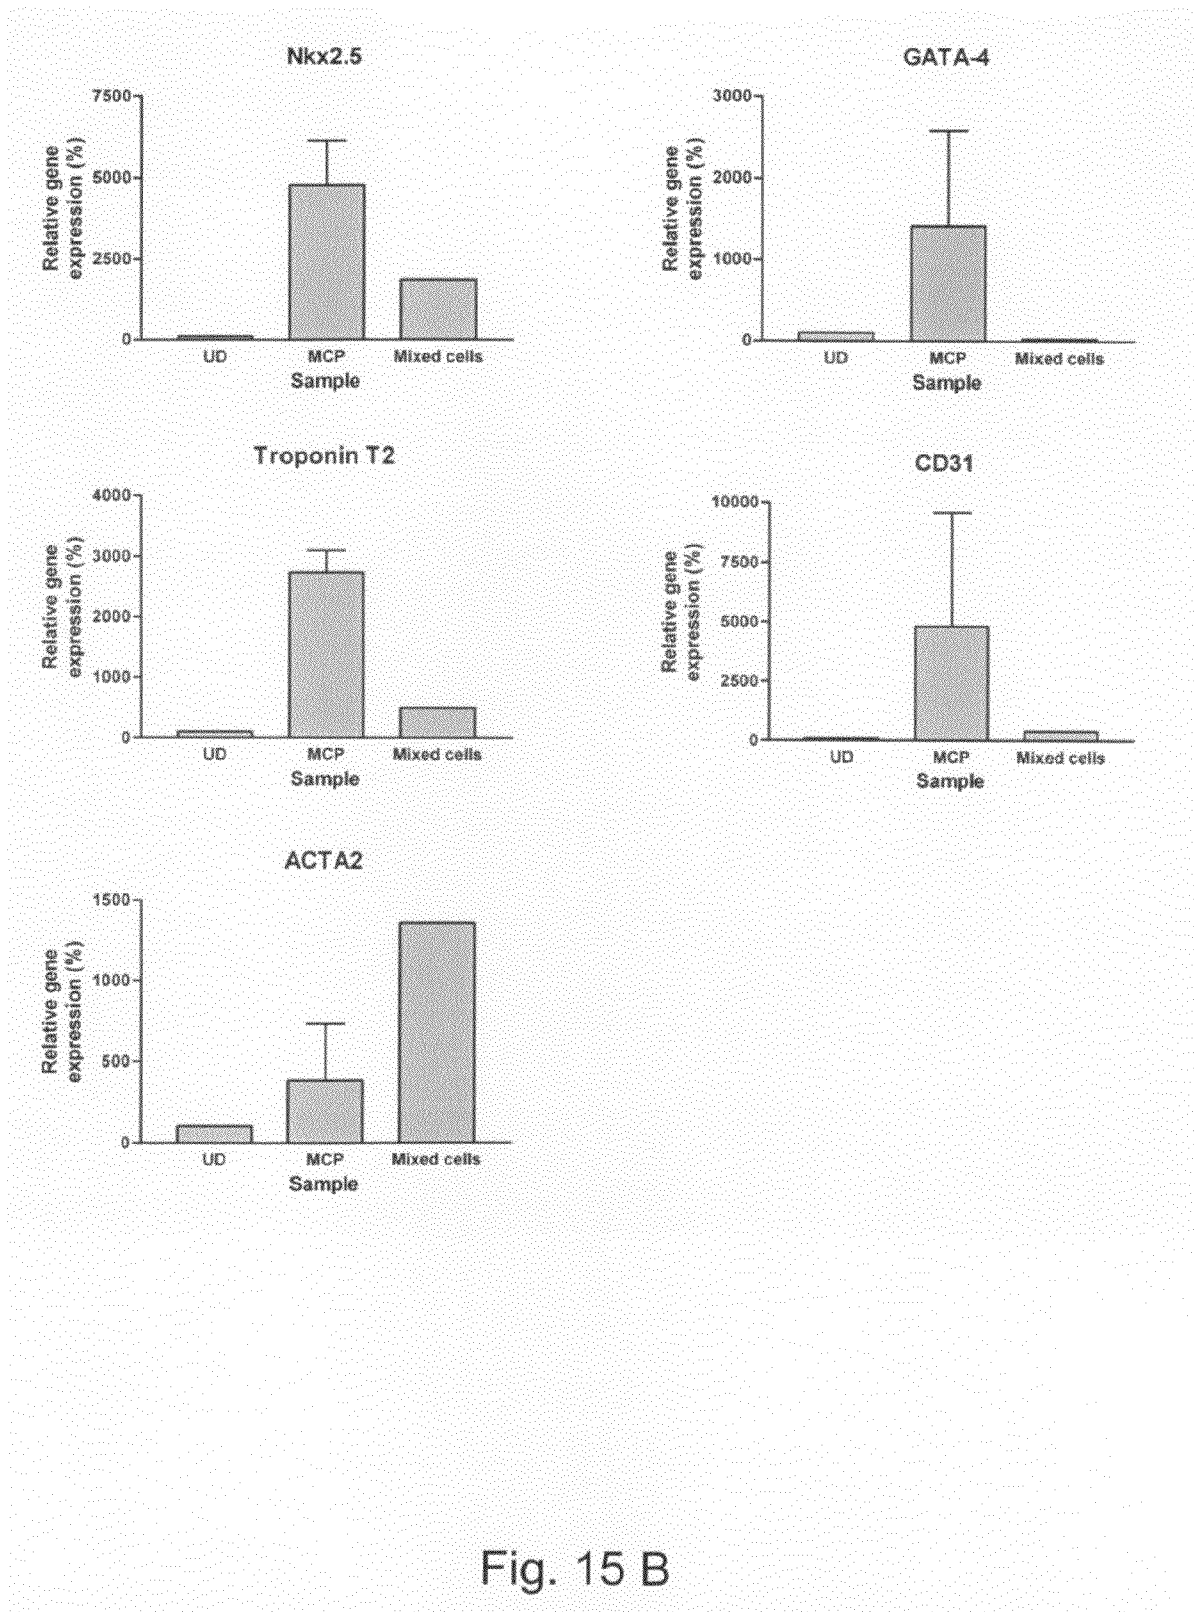 Nkx2.5
Relative gene
expression (%)
7500
5000
2500
0
UD MCP Mixed cells
Sample
GATA-4
Relative gene
expression (%)
3000
2000
1000
0
UD MCP Mixed cells
Sample
Troponin T2
Relative gene
expression (%)
4000
3000
2000
1000
0
UD MCP Mixed cells
Sample
CD31
Relative gene
expression (%)
10000
7500
5000
2500
0
UD MCP Mixed cells
Sample
ACTA2
Relative gene
expression (%)
1500
1000
500
0
UD MCP Mixed cells
Sample
Fig. 15 B